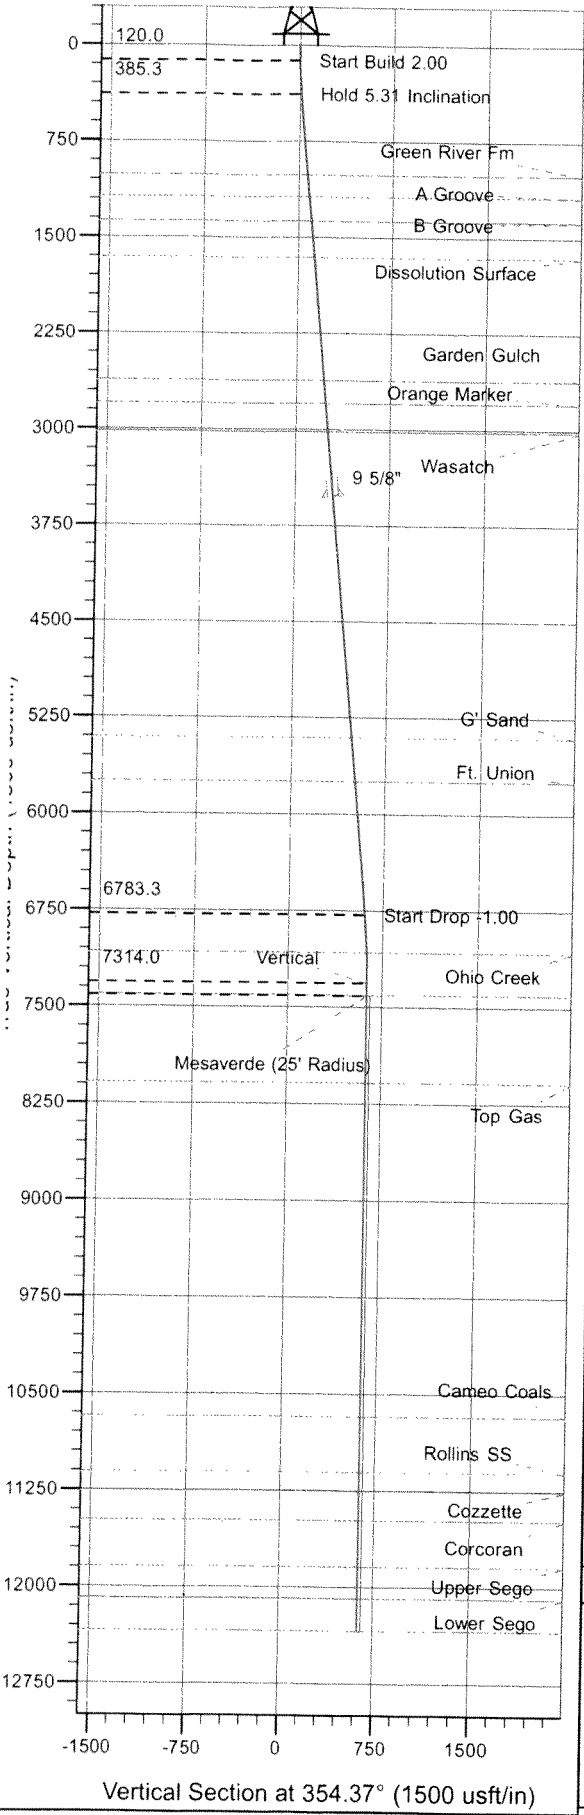 0
120.0
Start Build 2.00
385.3
Hold 5.31 Inclination
750
Green River Fm
A Groove
B Groove
1500
Dissolution Surface
2250
Garden Gulch
Orange Marker
3000
Wasatch
9 5/8"
3750
4500
5250
G' Sand
Ft. Union
6000
6783.3
6750
Start Drop -1.00
7314.0
Vertical
Ohio Creek
7500
Mesaverde (25' Radius)
8250
Top Gas
9000
9750
10500
Cameo Coals
Rollins SS
11250
Cozzette
Corcoran
12000
Upper Sego
Lower Sego
12750
-1500 -750 0 750 1500
Vertical Section at 354.37° (1500 usft/in)